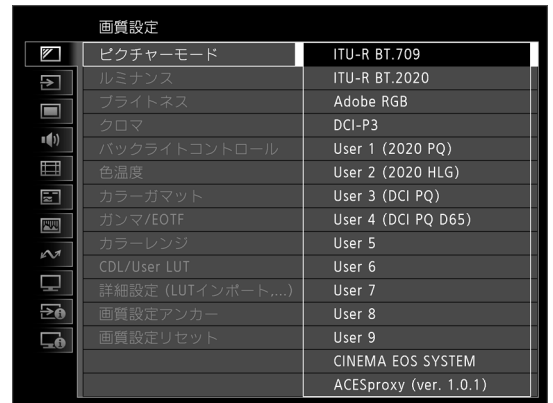 画質設定
ピクチャーモード
ルミナンス
ブライトネス
クロマ
バックライトコントロール
色温度
カラーガマット
ガンマ/EOTF
カラーレンジ
CDL/User LUT
詳細設定 (LUTインポート,...)
画質設定アンカー
画質設定リセット
ITU-R BT.709
ITU-R BT.2020
Adobe RGB
DCI-P3
User 1 (2020 PQ)
User 2 (2020 HLG)
User 3 (DCI PQ)
User 4 (DCI PQ D65)
User 5
User 6
User 7
User 8
User 9
CINEMA EOS SYSTEM
ACESproxy (ver. 1.0.1)